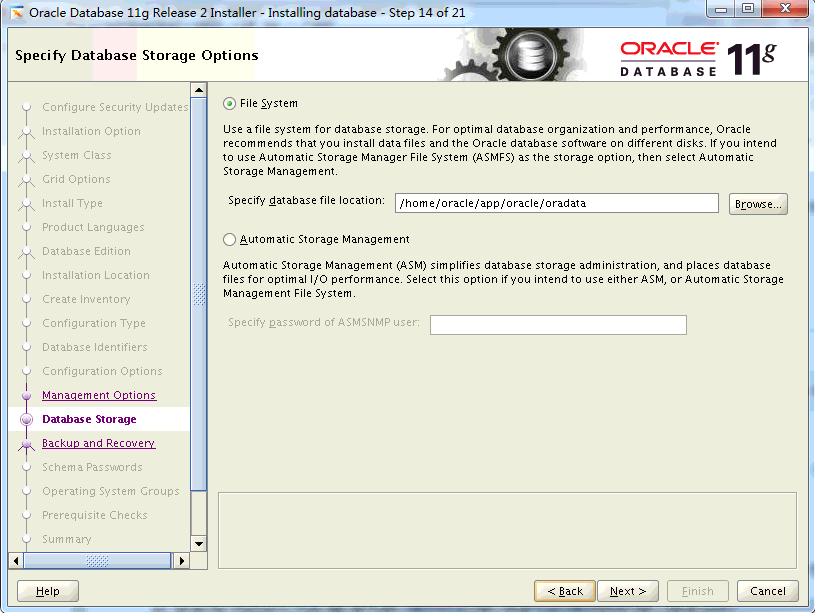 Oracle Database 11g Release 2 Installer - Installing database - Step 14 of 21
Specify Database Storage Options
ORACLE
DATABASE
11g
Configure Security Updates
Installation Option
System Class
Grid Options
Install Type
Product Languages
Database Edition
Installation Location
Create Inventory
Configuration Type
Database Identifiers
Configuration Options
Management Options
Database Storage
Backup and Recovery
Schema Passwords
Operating System Groups
Prerequisite Checks
Summary
File System
Use a file system for database storage. For optimal database organization and performance, Oracle
recommends that you install data files and the Oracle database software on different disks. If you intend
to use Automatic Storage Manager File System (ASMFS) as the storage option, then select Automatic
Storage Management.
Specify database file location: /home/oracle/app/oracle/oradata Browse...
Automatic Storage Management
Automatic Storage Management (ASM) simplifies database storage administration, and places database
files for optimal I/O performance. Select this option if you intend to use either ASM, or Automatic Storage
Management File System.
Specify password of ASMSNMP user:
Help < Back Next > Finish Cancel